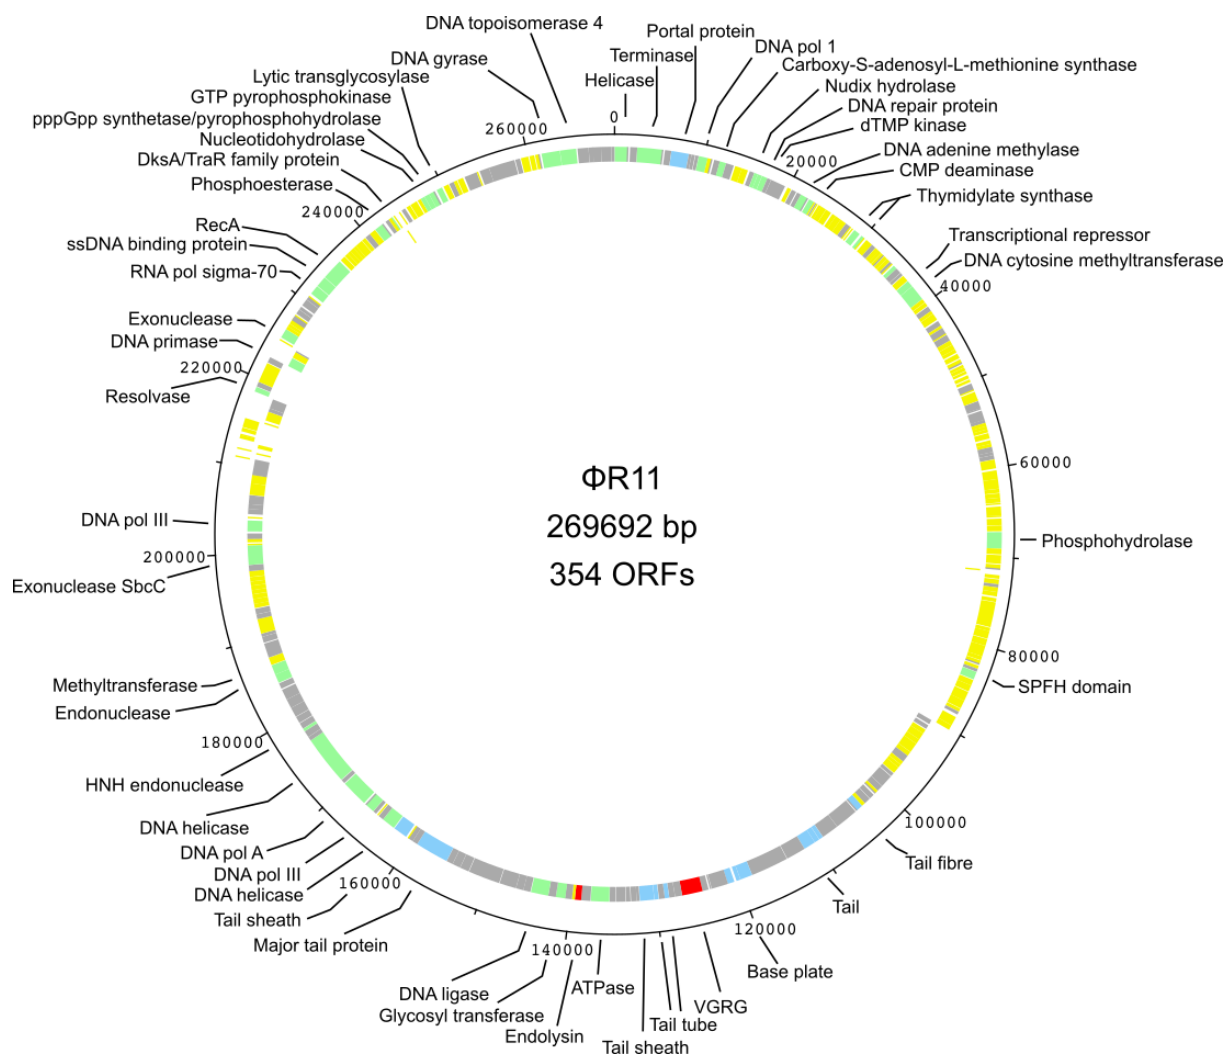 DNA topoisomerase 4
Portal protein
DNA pol 1
DNA gyrase
Terminase
Carboxy-S-adenosyl-L-methionine synthase
Lytic transglycosylase
Helicase
Nudix hydrolase
GTP pyrophosphokinase
DNA repair protein
pppGpp synthetase/pyrophosphohydrolase
0
260000
dTMP kinase
Nucleotidohydrolase
DNA adenine methylase
DksA/TraR family protein
20000
CMP deaminase
Phosphoesterase
Thymidylate synthase
240000
RecA
Transcriptional repressor
ssDNA binding protein
DNA cytosine methyltransferase
RNA pol sigma-70
40000
Exonuclease
DNA primase
220000
Resolvase
60000
ΦR11
269692 bp
354 ORFs
DNA pol III
Phosphohydrolase
200000
Exonuclease SbcC
80000
Methyltransferase
SPFH domain
Endonuclease
180000
HNH endonuclease
100000
DNA helicase
DNA pol A
Tail fibre
DNA pol III
160000
DNA helicase
Tail
Tail sheath
120000
Major tail protein
140000
Base plate
ATPase
DNA ligase
VGRG
Glycosyl transferase
Tail tube
Endolysin
Tail sheath